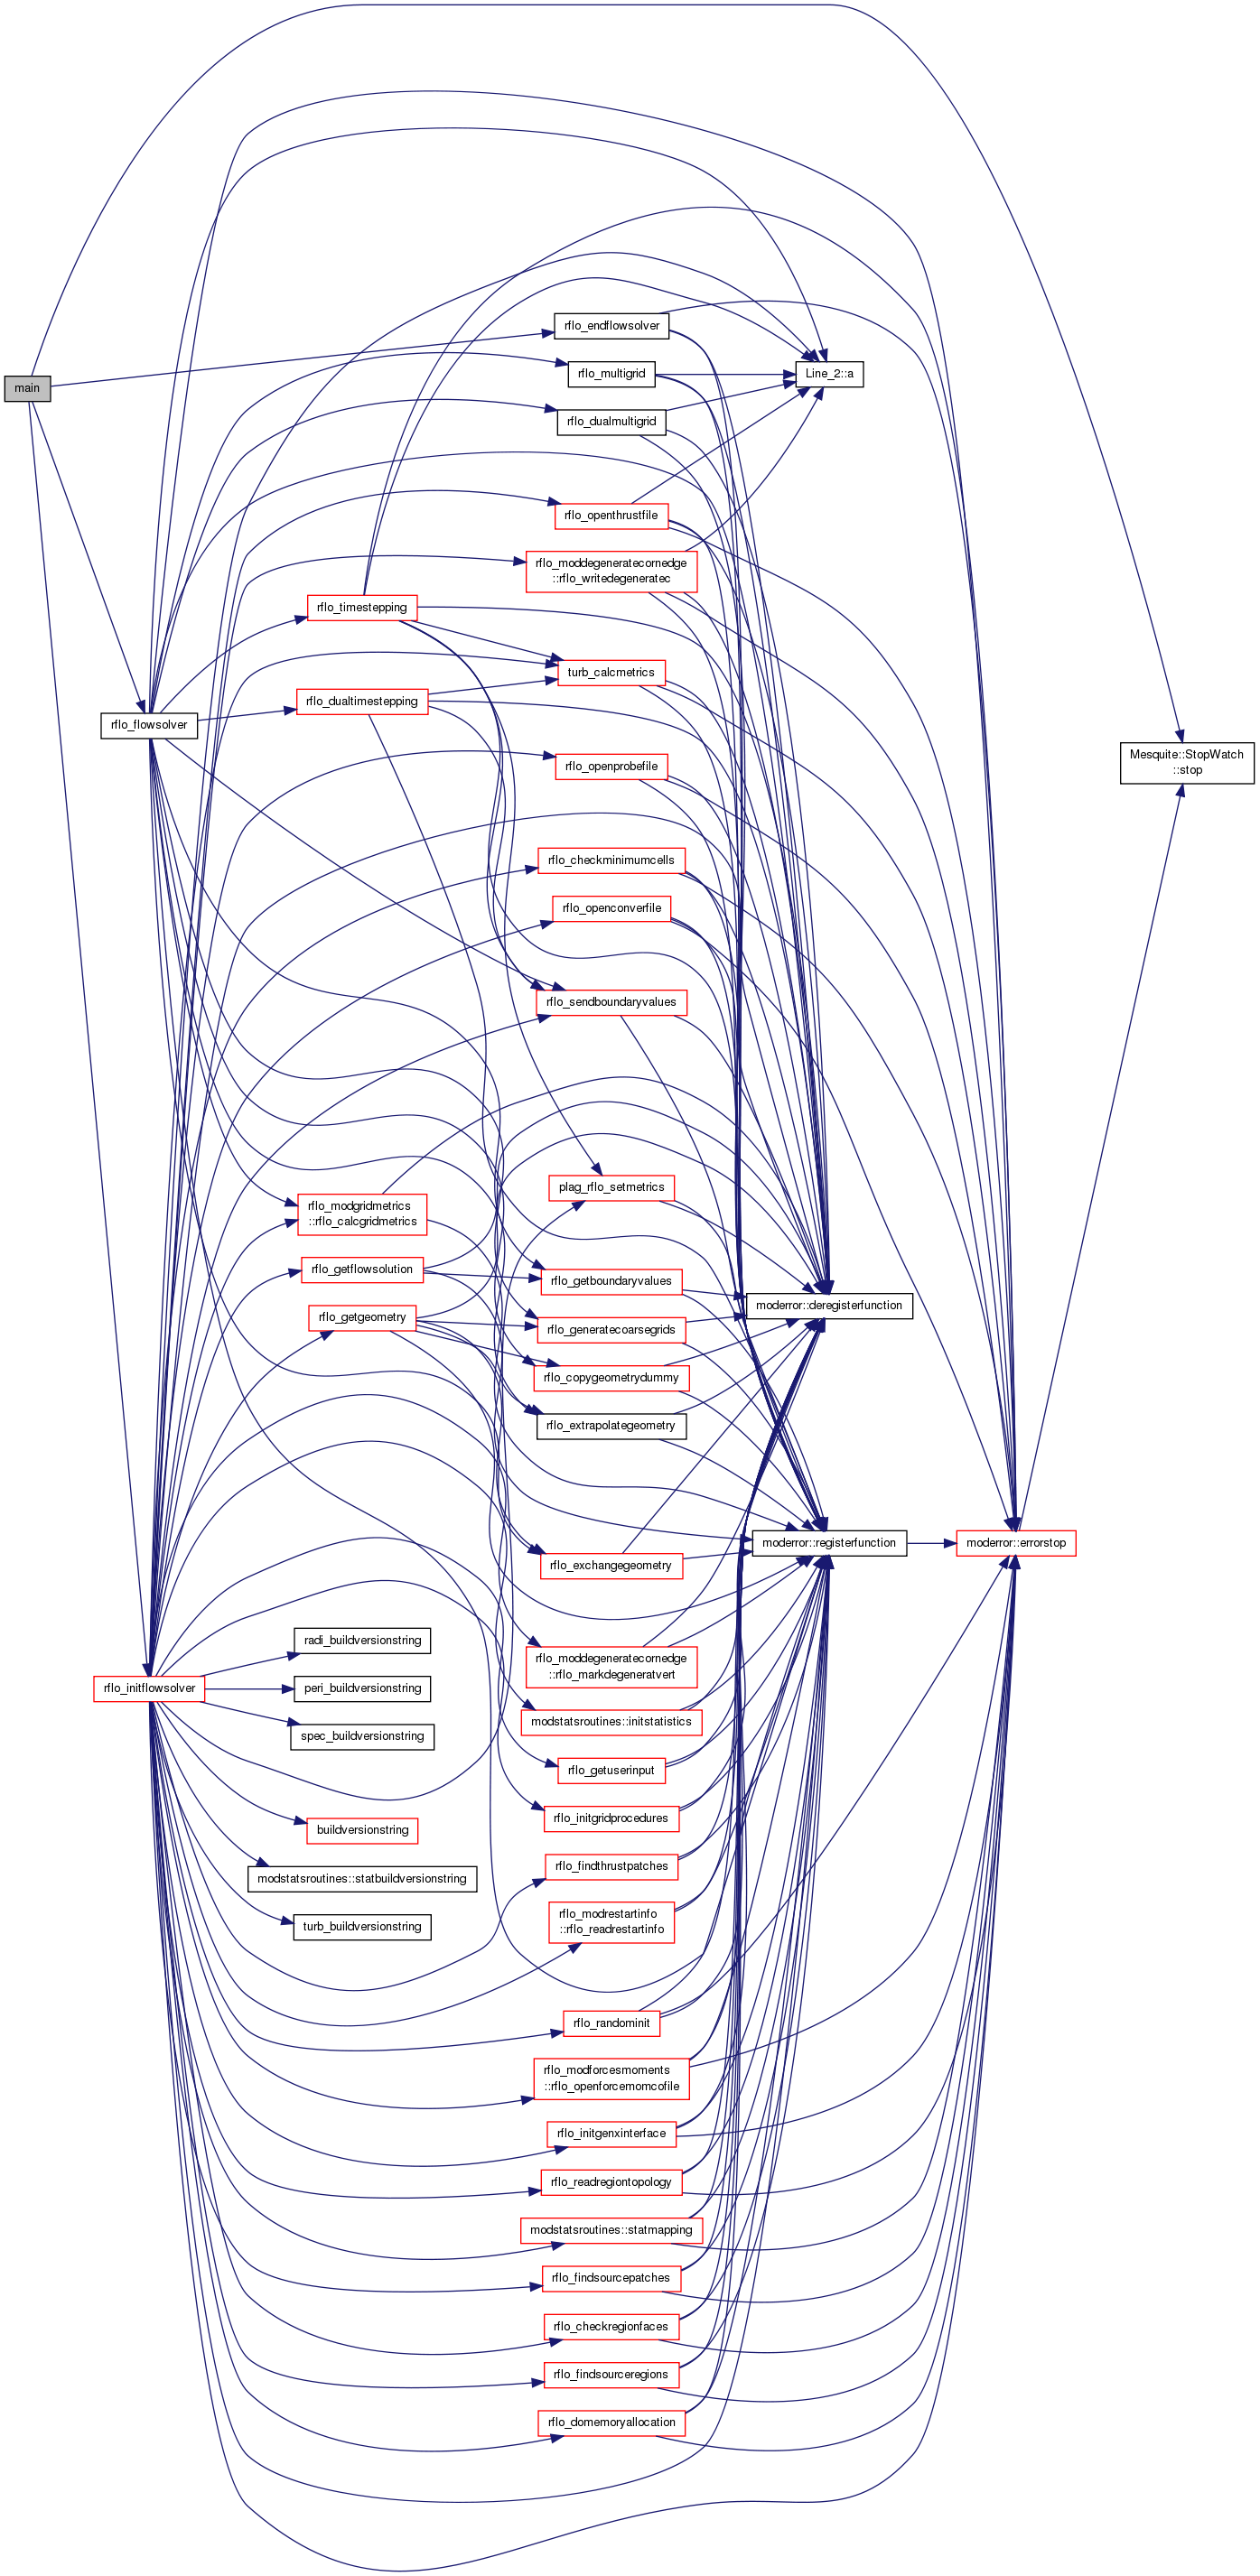 main
rflo_endflowsolver
rflo_multigrid
Line_2::a
rflo_dualmultigrid
rflo_openthrustfile
rflo_moddegeneratecornedge
::rflo_writedegeneratec
rflo_timestepping
turb_calcmetrics
rflo_dualtimestepping
rflo_flowsolver
rflo_openprobefile
Mesquite::StopWatch
::stop
rflo_checkminimumcells
rflo_openconverfile
rflo_sendboundaryvalues
plag_rflo_setmetrics
rflo_modgridmetrics
::rflo_calcgridmetrics
rflo_getflowsolution
rflo_getboundaryvalues
moderror::deregisterfunction
rflo_getgeometry
rflo_generatecoarsegrids
rflo_copygeometrydummy
rflo_extrapolategeometry
moderror::registerfunction
moderror::errorstop
rflo_exchangegeometry
radi_buildversionstring
rflo_moddegeneratecornedge
::rflo_markdegeneratvert
rflo_initflowsolver
peri_buildversionstring
modstatsroutines::initstatistics
spec_buildversionstring
rflo_getuserinput
rflo_initgridprocedures
buildversionstring
rflo_findthrustpatches
modstatsroutines::statbuildversionstring
rflo_modrestartinfo
::rflo_readrestartinfo
turb_buildversionstring
rflo_randominit
rflo_modforcesmoments
::rflo_openforcemomcofile
rflo_initgenxinterface
rflo_readregiontopology
modstatsroutines::statmapping
rflo_findsourcepatches
rflo_checkregionfaces
rflo_findsourceregions
rflo_domemoryallocation